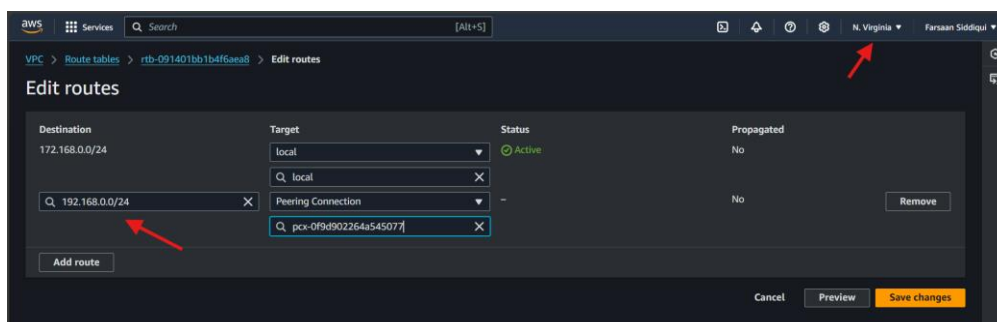 aws Services Search [Alt+S] N. Virginia Farsaan Siddiqui
VPC > Route tables > rtb-091401bb1b4f6aea8 > Edit routes
Edit routes
Destination Target Status Propagated
172.168.0.0/24 local Active No
local
192.168.0.0/24 Peering Connection – No Remove
pcx-0f9d902264a545077
Add route
Cancel Preview Save changes